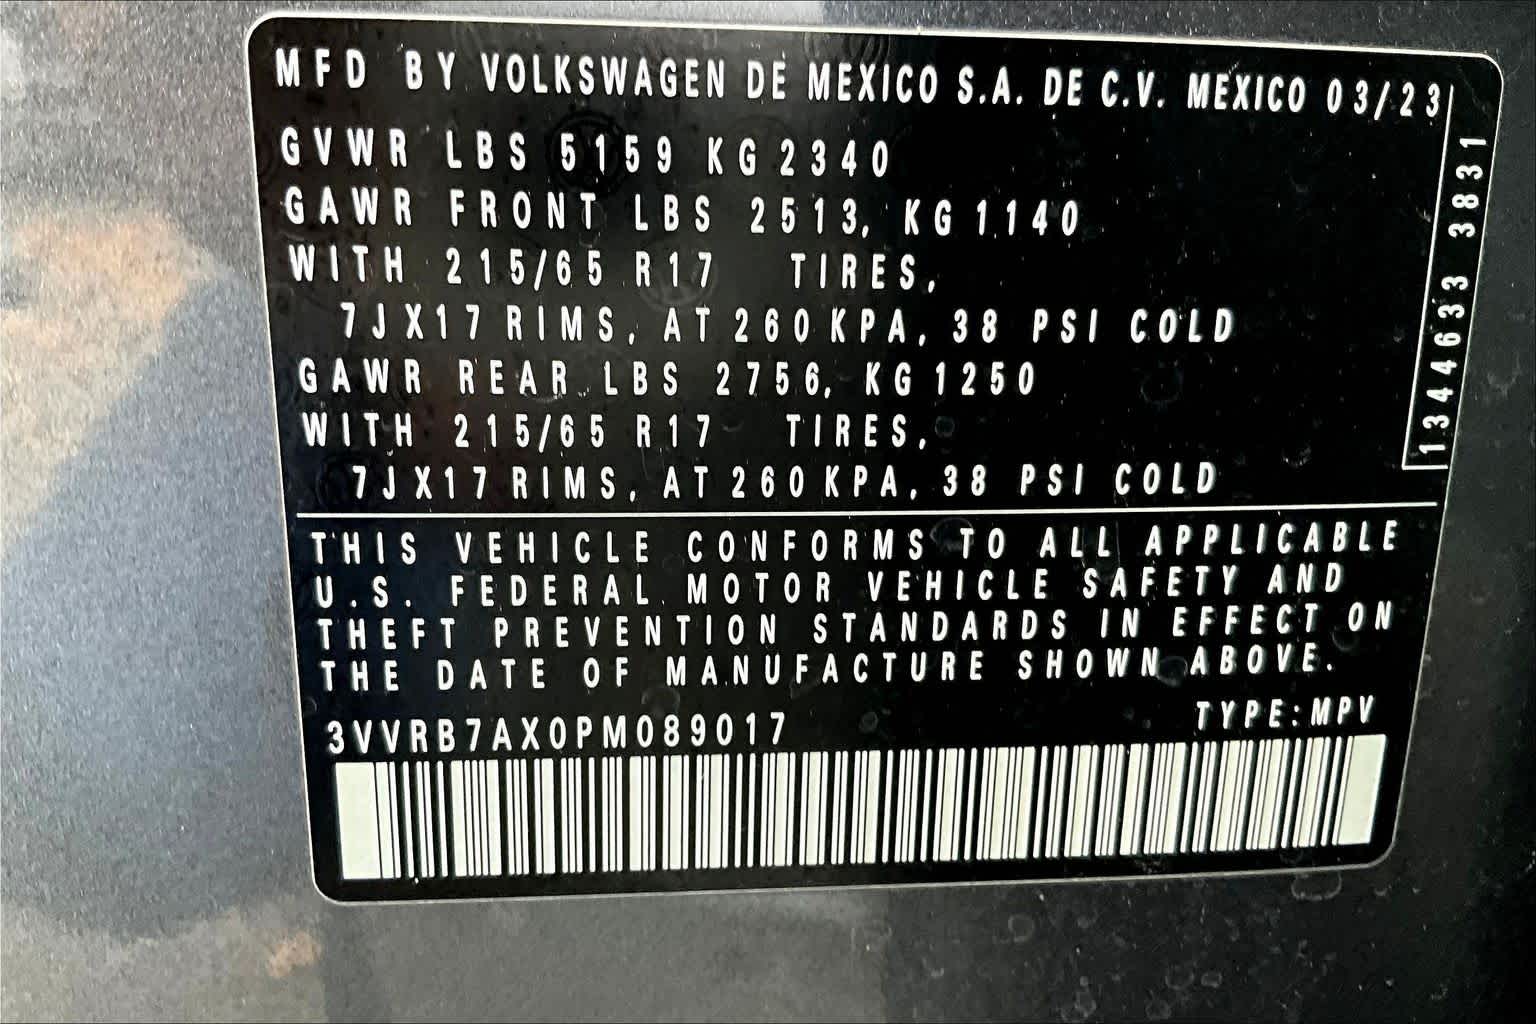 MFD BY VOLKSWAGEN DE MEXICO S.A. DE C.V. MEXICO 03/23
GVWR LBS 5159 KG 2340
GAWR FRONT LBS 2513, KG 1140
WITH 215/65 R17 TIRES,
7JX17 RIMS, AT 260 KPA, 38 PSI COLD
GAWR REAR LBS 2756, KG 1250
WITH 215/65 R17 TIRES,
7JX17 RIMS, AT 260 KPA, 38 PSI COLD
1344633 3831
THIS VEHICLE CONFORMS TO ALL APPLICABLE
U.S. FEDERAL MOTOR VEHICLE SAFETY AND
THEFT PREVENTION STANDARDS IN EFFECT ON
THE DATE OF MANUFACTURE SHOWN ABOVE.
3VVRB7AX0PM089017
TYPE:MPV